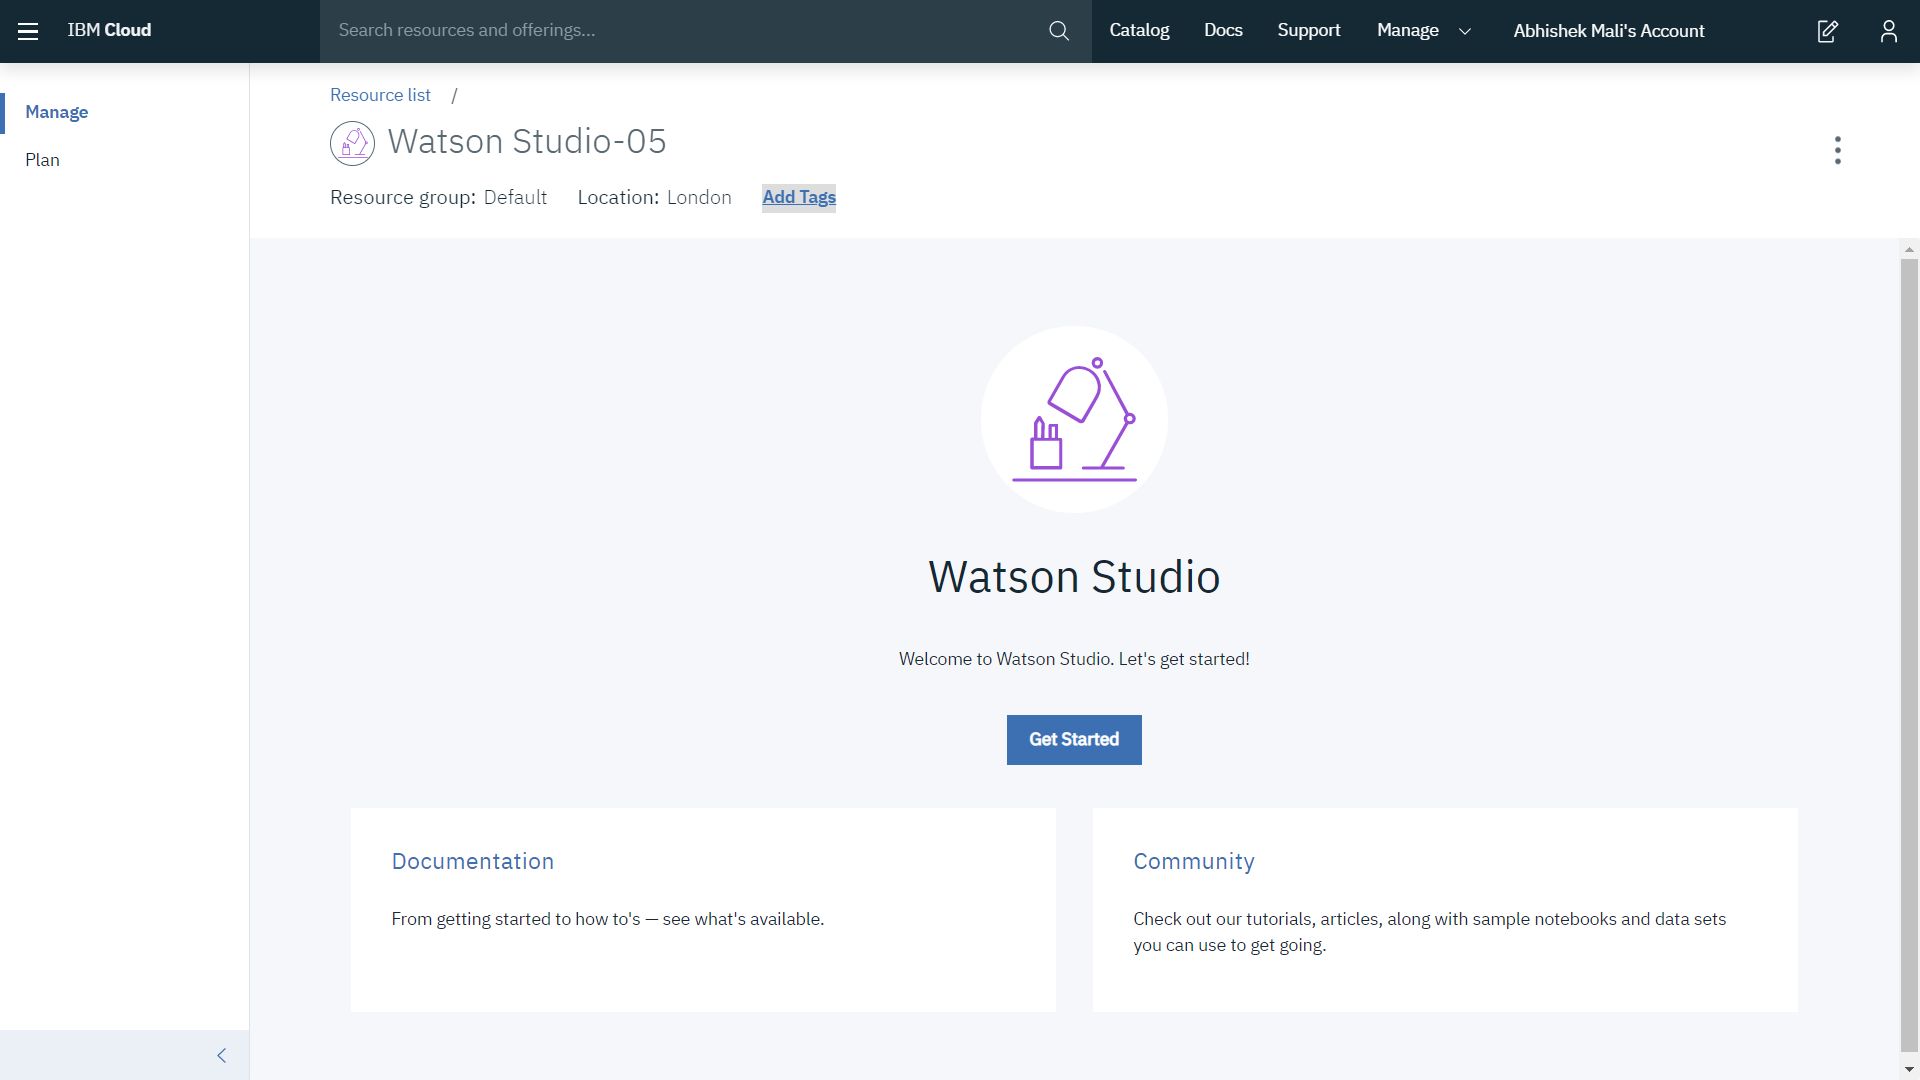 IBM Cloud
Search resources and offerings...
Catalog
Docs
Support
Manage
Abhishek Mali's Account
Manage
Plan
Resource list /
Watson Studio-05
Resource group: Default Location: London Add Tags
Watson Studio
Welcome to Watson Studio. Let's get started!
Get Started
Documentation
From getting started to how to's — see what's available.
Community
Check out our tutorials, articles, along with sample notebooks and data sets
you can use to get going.